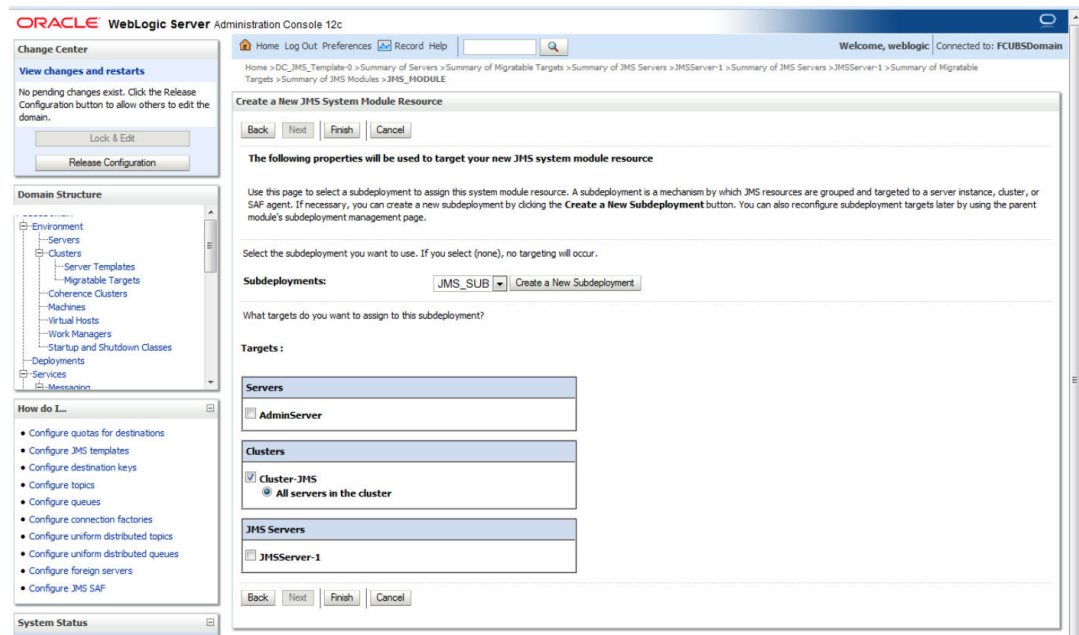 ORACLE WebLogic Server Administration Console 12c
Change Center
View changes and restarts
No pending changes exist. Click the Release
Configuration button to allow others to edit the
domain.
Lock & Edit
Release Configuration
Domain Structure
Environment
Servers
Clusters
Server Templates
Migratable Targets
Coherence Clusters
Machines
Virtual Hosts
Work Managers
Startup and Shutdown Classes
Deployments
Services
Messaging
How do I...
Configure quotas for destinations
Configure JMS templates
Configure destination keys
Configure topics
Configure queues
Configure connection factories
Configure uniform distributed topics
Configure uniform distributed queues
Configure foreign servers
Configure JMS SAF
System Status
Home Log Out Preferences Record Help
Welcome, weblogic Connected to: FCUBSDomain
Home >DC_JMS_Template-0 >Summary of Servers >Summary of Migratable Targets >Summary of JMS Servers >JMSServer-1 >Summary of JMS Servers >JMSServer-1 >Summary of Migratable
Targets >Summary of JMS Modules >JMS_MODULE
Create a New JMS System Module Resource
Back Next Finish Cancel
The following properties will be used to target your new JMS system module resource
Use this page to select a subdeployment to assign this system module resource. A subdeployment is a mechanism by which JMS resources are grouped and targeted to a server instance, cluster, or
SAF agent. If necessary, you can create a new subdeployment by clicking the Create a New Subdeployment button. You can also reconfigure subdeployment targets later by using the parent
module's subdeployment management page.
Select the subdeployment you want to use. If you select (none), no targeting will occur.
Subdeployments: JMS_SUB Create a New Subdeployment
What targets do you want to assign to this subdeployment?
Targets :
Servers
AdminServer
Clusters
Cluster-JMS
All servers in the cluster
JMS Servers
JMSServer-1
Back Next Finish Cancel